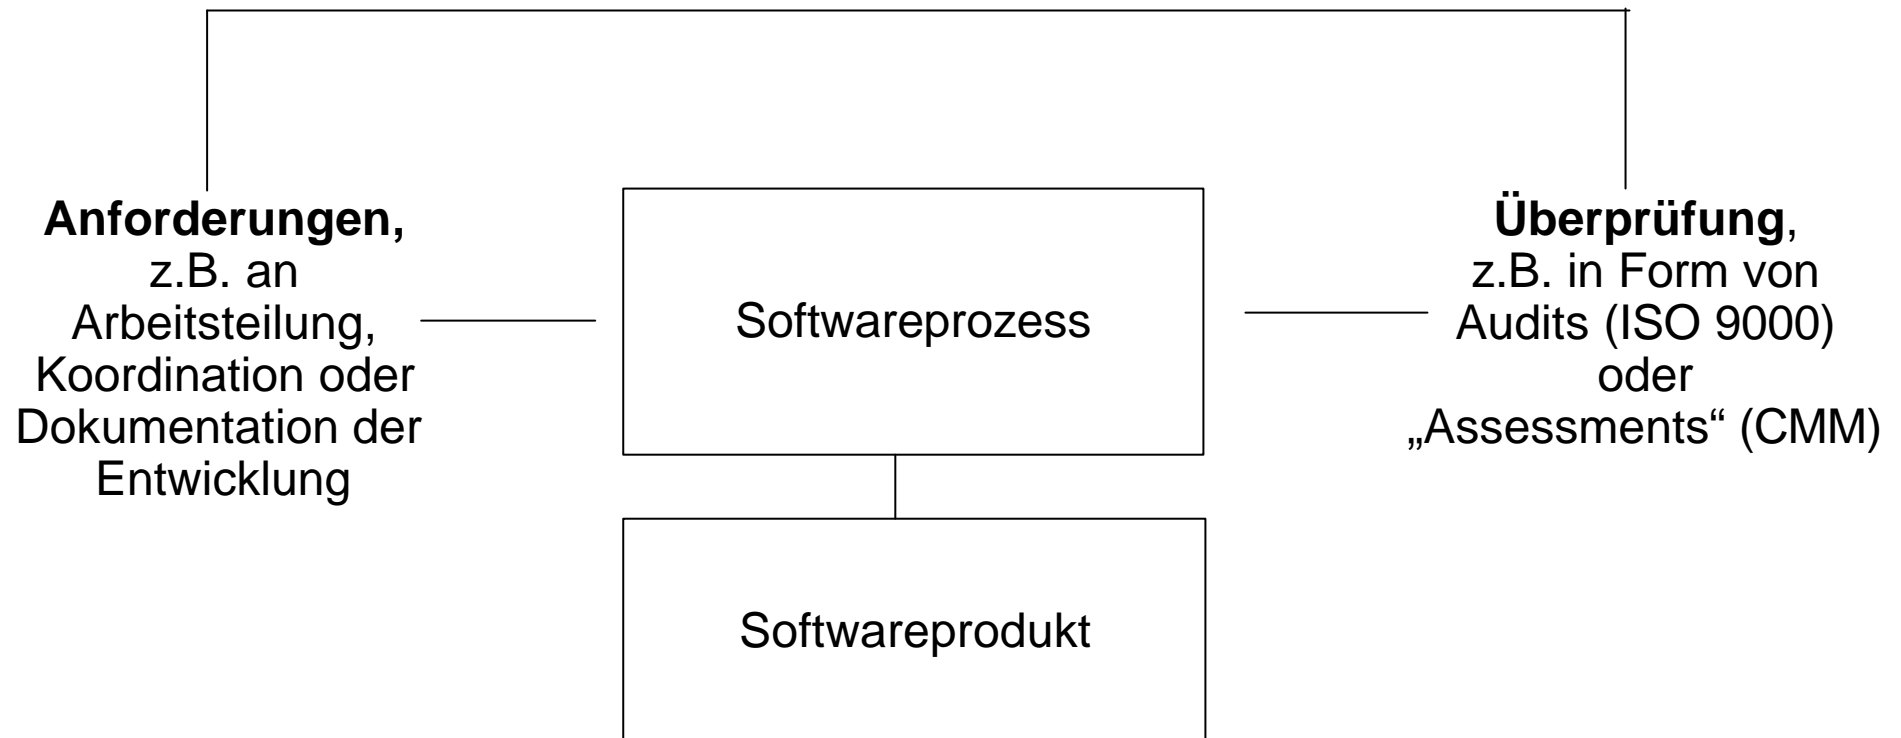 Anforderungen,
z.B. an
Arbeitsteilung,
Koordination oder
Dokumentation der
Entwicklung
Softwareprozess
Überprüfung,
z.B. in Form von
Audits (ISO 9000)
oder
„Assessments“ (CMM)
Softwareprodukt